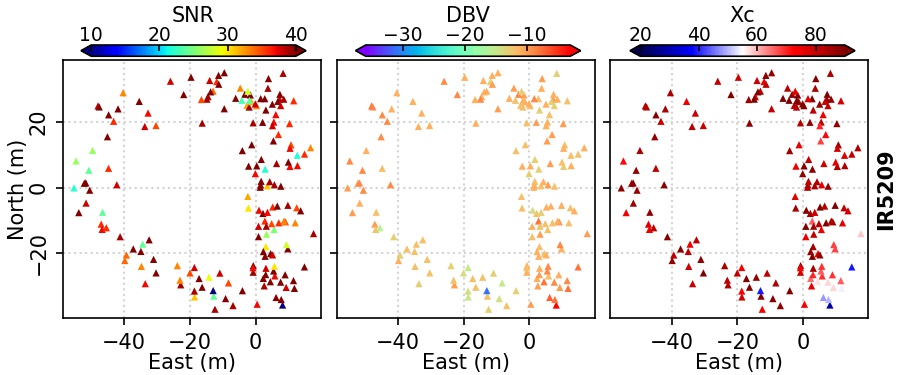 SNR DBV Xc
10 20 30 40 −30 −20 −10 20 40 60 80
North (m)
20
0
−20
−40 −20 0 −40 −20 0 −40 −20 0
East (m) East (m) East (m)
IR5209